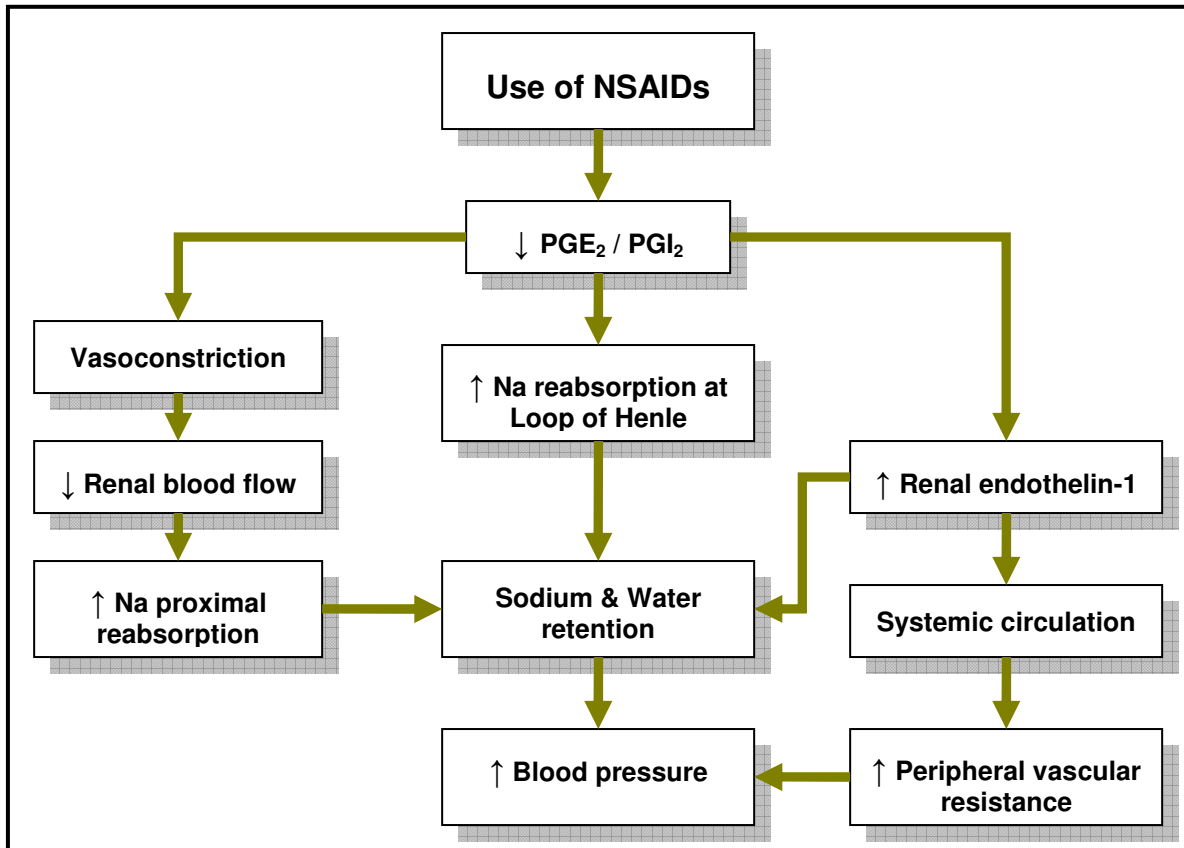 Use of NSAIDs
↓ PGE₂ / PGI₂
Vasoconstriction
↑ Na reabsorption at
Loop of Henle
↓ Renal blood flow
↑ Renal endothelin-1
↑ Na proximal
reabsorption
Sodium & Water
retention
Systemic circulation
↑ Blood pressure
↑ Peripheral vascular
resistance